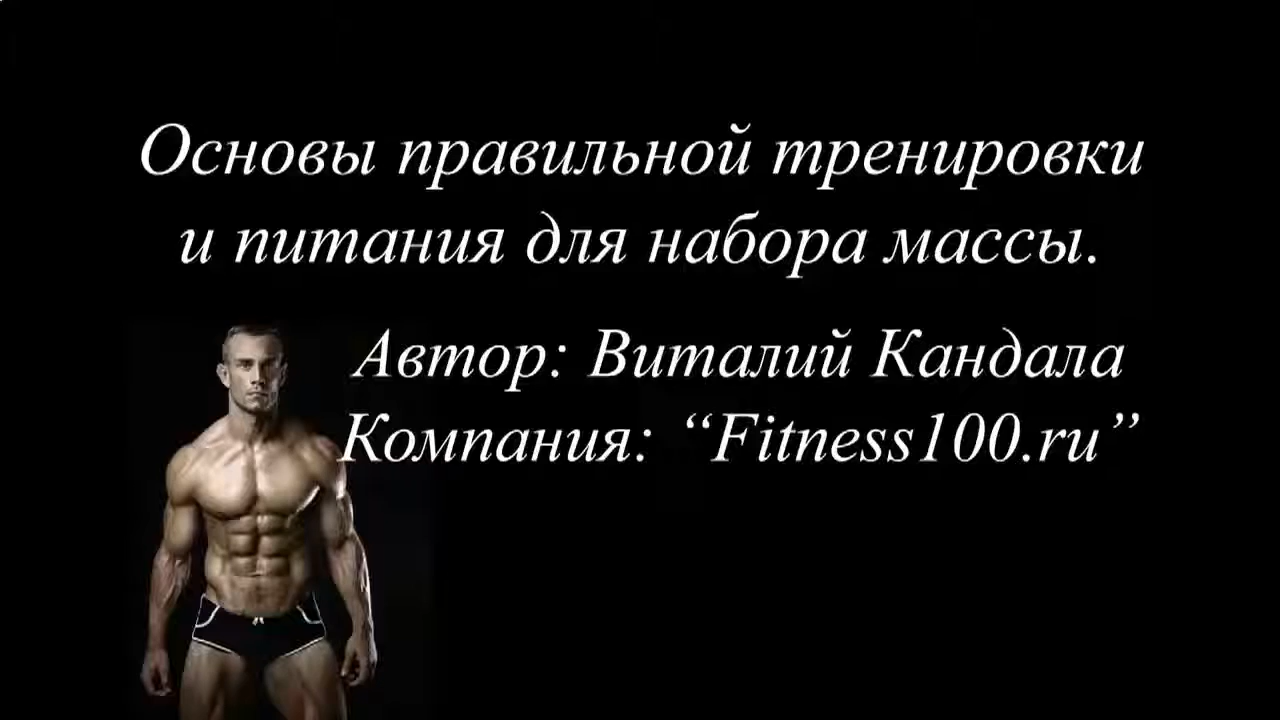 Основы правильной тренировки
и питания для набора массы.
Автор: Виталий Кандала
Компания: “Fitness100.ru”